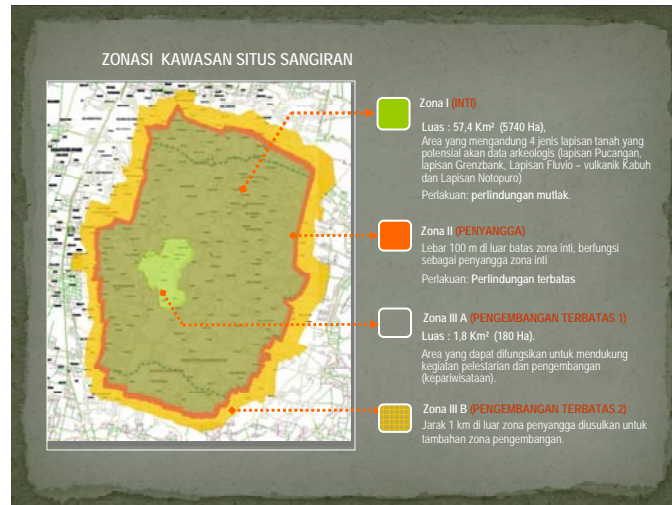 ZONASI KAWASAN SITUS SANGIRAN
Zona I (INTI)
Luas : 57,4 Km² (5740 Ha),
Area yang mengandung 4 jenis lapisan tanah yang
potensial akan data arkeologis (lapisan Pucangan,
lapisan Grenzbank, Lapisan Fluvio – vulkanik Kabuh
dan Lapisan Notopuro)
Perlakuan: perlindungan mutlak.
Zona II (PENYANGGA)
Lebar 100 m di luar batas zona inti, berfungsi
sebagai penyangga zona inti
Perlakuan: Perlindungan terbatas
Zona III A (PENGEMBANGAN TERBATAS 1)
Luas : 1,8 Km² (180 Ha).
Area yang dapat difungsikan untuk mendukung
kegiatan pelestarian dan pengembangan
(kepariwisataan).
Zona III B (PENGEMBANGAN TERBATAS 2)
Jarak 1 km di luar zona penyangga diusulkan untuk
tambahan zona pengembangan.